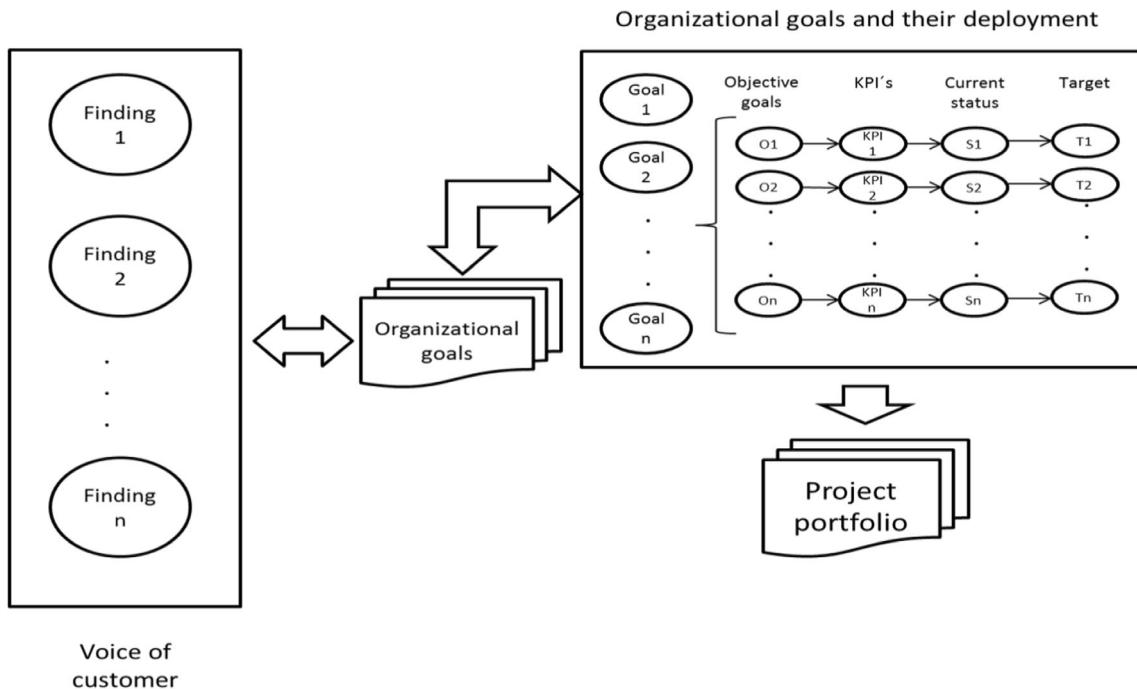 Organizational goals and their deployment
Finding
1
Finding
2
.
.
.
Finding
n
Voice of
customer
Organizational
goals
Goal
1
Goal
2
.
.
.
Goal
n
Objective
goals
KPI´s
Current
status
Target
O1
KPI
1
S1
T1
O2
KPI
2
S2
T2
. . . .
. . . .
. . . .
On
KPI
n
Sn
Tn
Project
portfolio